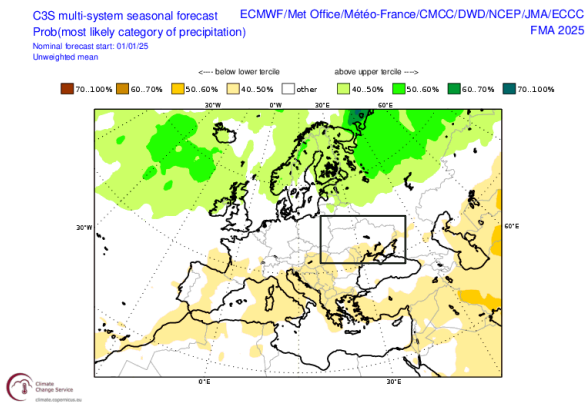 C3S multi-system seasonal forecast ECMWF/Met Office/Météo-France/CMCC/DWD/NCEP/JMA/ECCC
Prob(most likely category of precipitation) FMA 2025
Nominal forecast start: 01/01/25
Unweighted mean
<---- below lower tercile above upper tercile ---->
70..100% 60..70% 50..60% 40..50% other 40..50% 50..60% 60..70% 70..100%
30°W 0°W 30°E 60°E
30°W 60°E
0°E 30°E
Climate
Change Service
climate.copernicus.eu